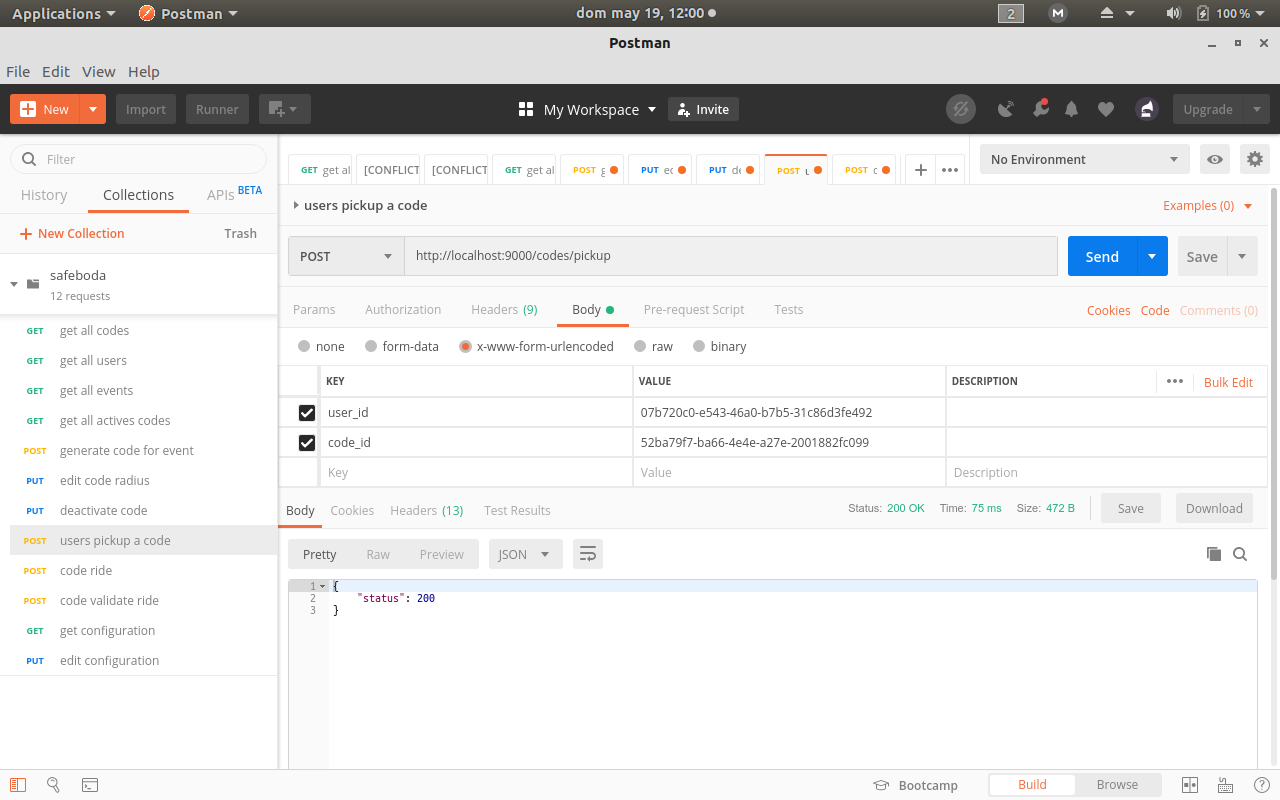 Applications Postman dom may 19, 12:00 2 M 100 %
Postman
File Edit View Help
New Import Runner My Workspace Invite Upgrade
Filter
History Collections APIs BETA
New Collection Trash
safeboda
12 requests
GET get all codes
GET get all users
GET get all events
GET get all actives codes
POST generate code for event
PUT edit code radius
PUT deactivate code
POST users pickup a code
POST code ride
POST code validate ride
GET get configuration
PUT edit configuration
GET get al [CONFLICT [CONFLICT GET get al POST g PUT ec PUT de POST POST c No Environment
users pickup a code Examples (0)
POST http://localhost:9000/codes/pickup Send Save
Params Authorization Headers (9) Body Pre-request Script Tests Cookies Code Comments (0)
none form-data x-www-form-urlencoded raw binary
KEY VALUE DESCRIPTION Bulk Edit
user_id 07b720c0-e543-46a0-b7b5-31c86d3fe492
code_id 52ba79f7-ba66-4e4e-a27e-2001882fc099
Key Value Description
Body Cookies Headers (13) Test Results Status: 200 OK Time: 75 ms Size: 472 B Save Download
Pretty Raw Preview JSON
1 {
2 "status": 200
3 }
Bootcamp Build Browse